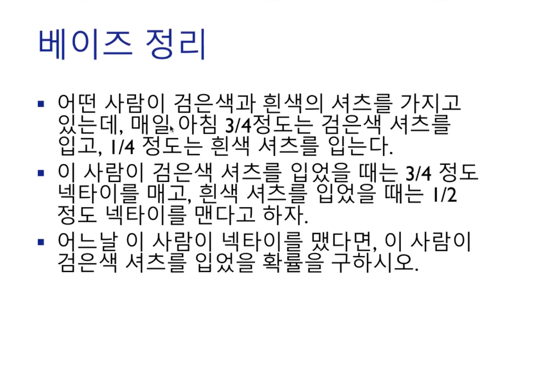 베이즈 정리
▪ 어떤 사람이 검은색과 흰색의 셔츠를 가지고
있는데, 매일 아침 3/4정도는 검은색 셔츠를
입고, 1/4 정도는 흰색 셔츠를 입는다.
▪ 이 사람이 검은색 셔츠를 입었을 때는 3/4 정도
넥타이를 매고, 흰색 셔츠를 입었을 때는 1/2
정도 넥타이를 맨다고 하자.
▪ 어느날 이 사람이 넥타이를 맸다면, 이 사람이
검은색 셔츠를 입었을 확률을 구하시오.